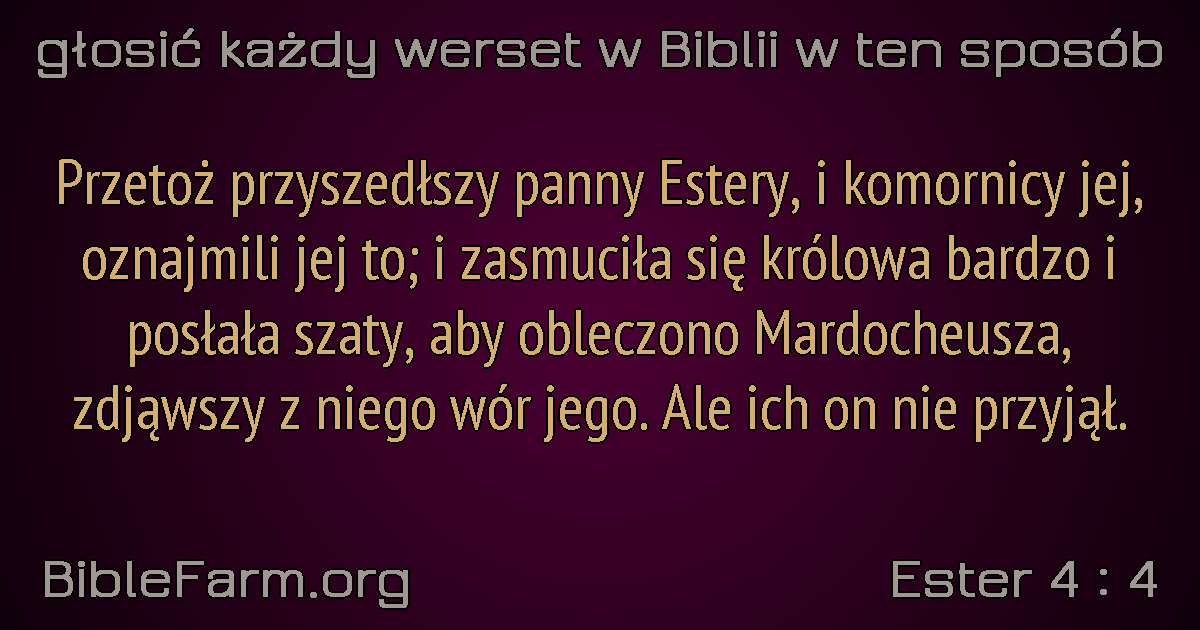 głosić każdy werset w Biblii w ten sposób
Przetoż przyszedłszy panny Estery, i komornicy jej,
oznajmili jej to; i zasmuciła się królowa bardzo i
posłała szaty, aby obleczono Mardocheusza,
zdjąwszy z niego wór jego. Ale ich on nie przyjął.
BibleFarm.org
Ester 4 : 4